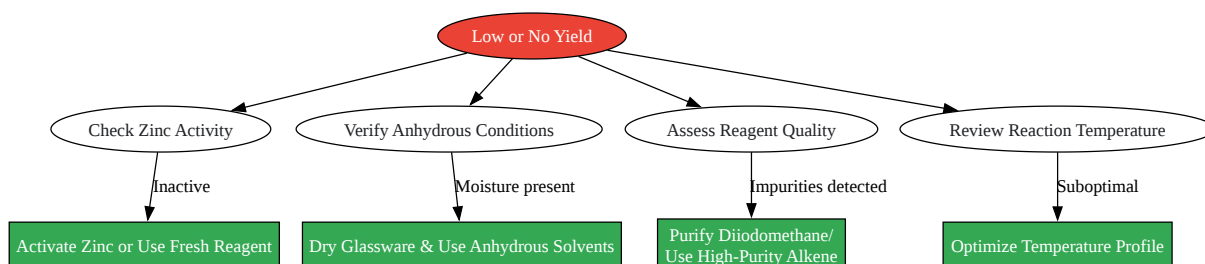 Low or No Yield
Check Zinc Activity
Verify Anhydrous Conditions
Assess Reagent Quality
Review Reaction Temperature
Inactive
Moisture present
Impurities detected
Suboptimal
Activate Zinc or Use Fresh Reagent
Dry Glassware & Use Anhydrous Solvents
Purify Diiodomethane/
Use High-Purity Alkene
Optimize Temperature Profile